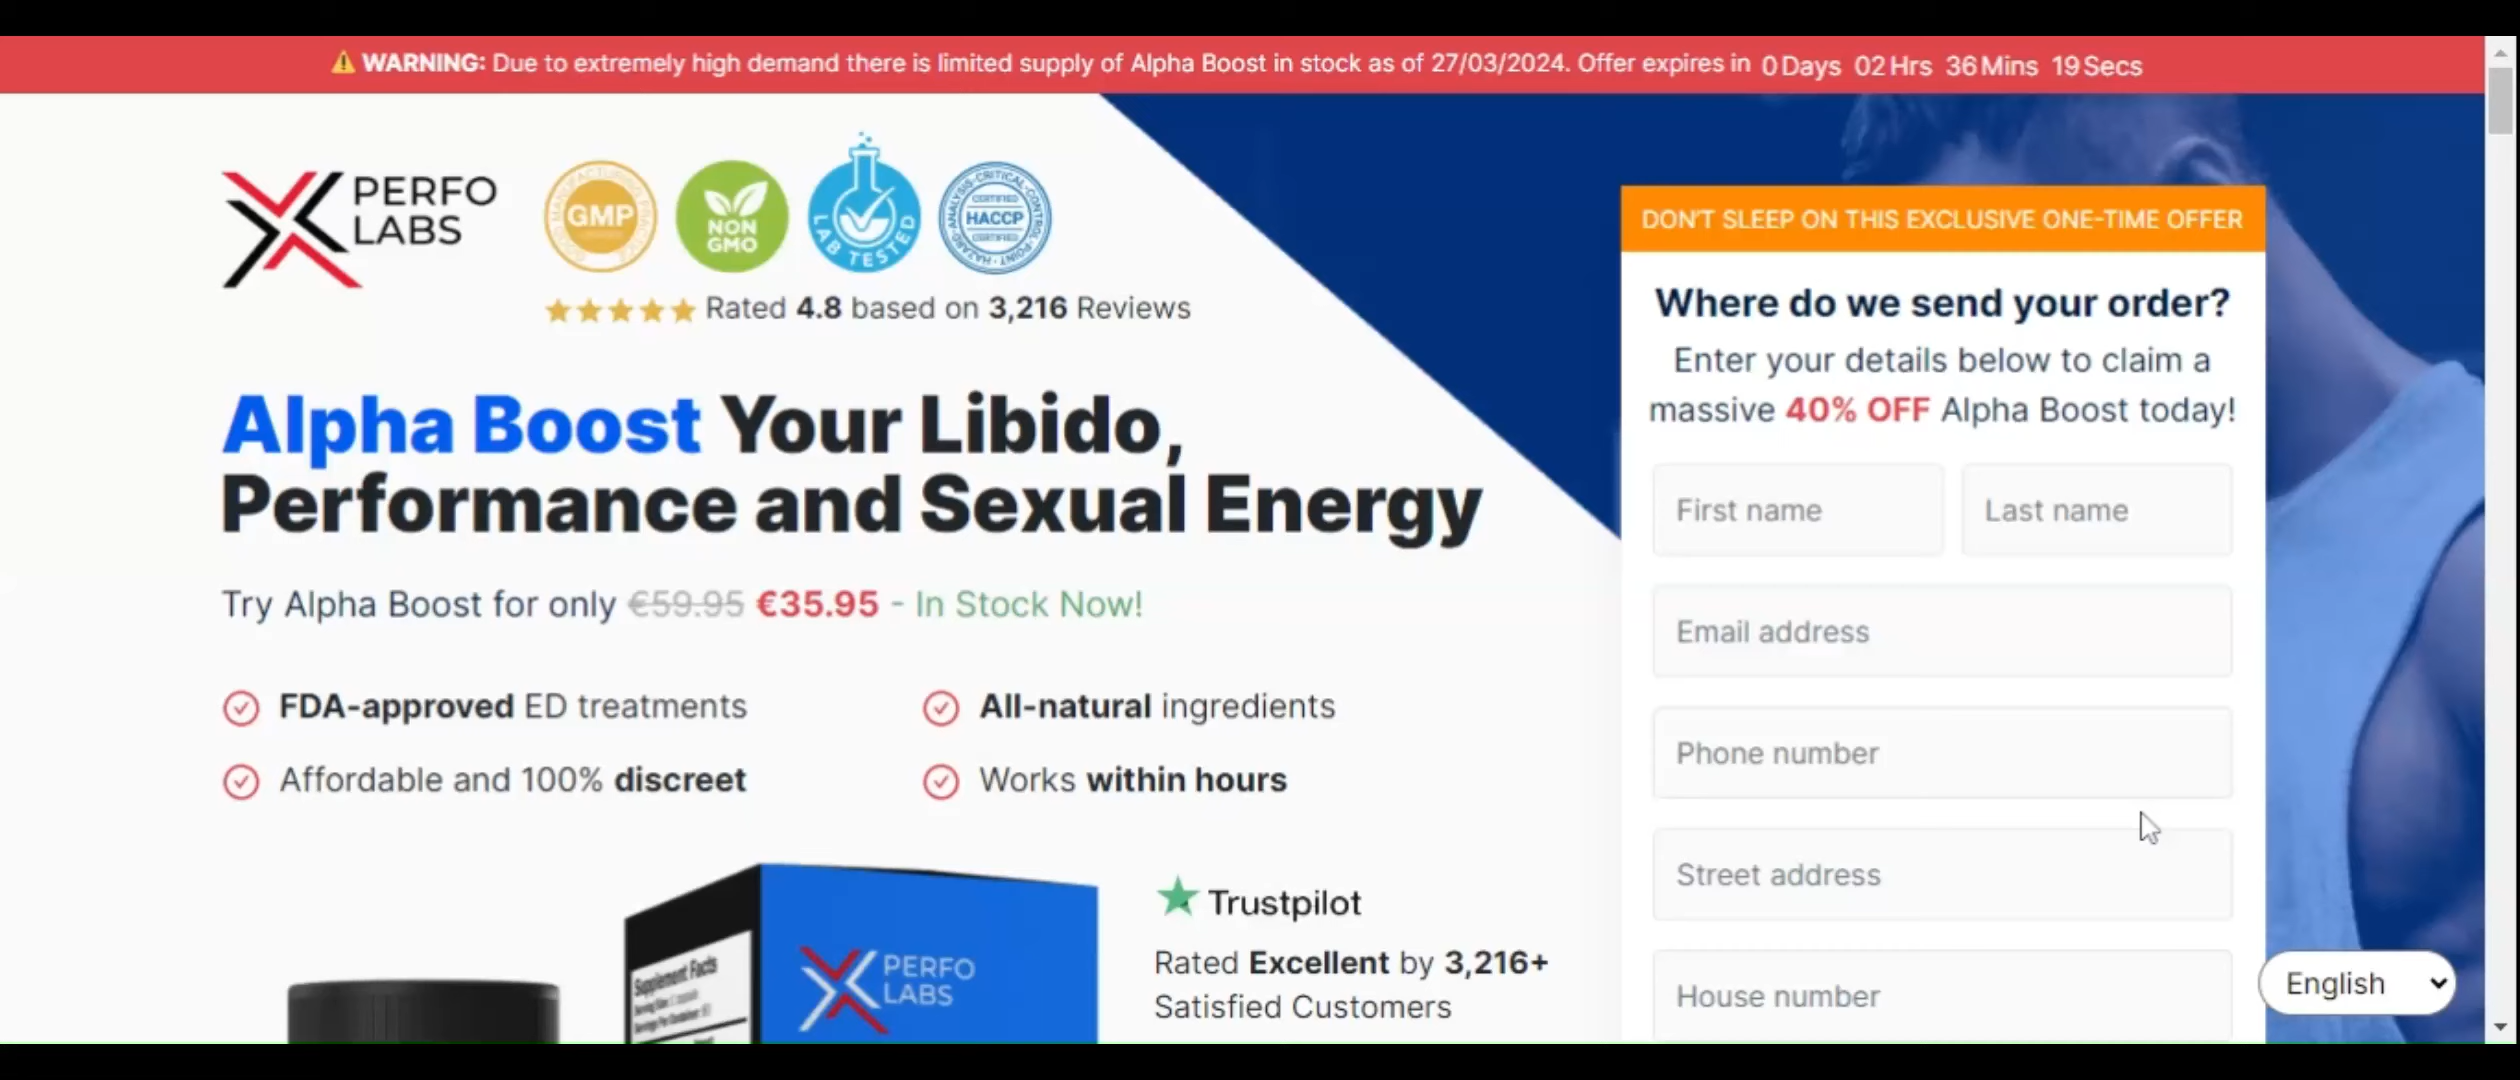 ⚠ WARNING: Due to extremely high demand there is limited supply of Alpha Boost in stock as of 27/03/2024. Offer expires in 0 Days 02 Hrs 36 Mins 19 Secs
PERFO
LABS
GMP
NON
GMO
LAB TESTED
CERTIFIED
HACCP
CERTIFIED
Rated 4.8 based on 3,216 Reviews
Alpha Boost Your Libido,
Performance and Sexual Energy
Try Alpha Boost for only €59.95 €35.95 - In Stock Now!
FDA-approved ED treatments
All-natural ingredients
Affordable and 100% discreet
Works within hours
Supplement Facts
PERFO
LABS
Trustpilot
Rated Excellent by 3,216+
Satisfied Customers
DON'T SLEEP ON THIS EXCLUSIVE ONE-TIME OFFER
Where do we send your order?
Enter your details below to claim a
massive 40% OFF Alpha Boost today!
First name
Last name
Email address
Phone number
Street address
House number
English